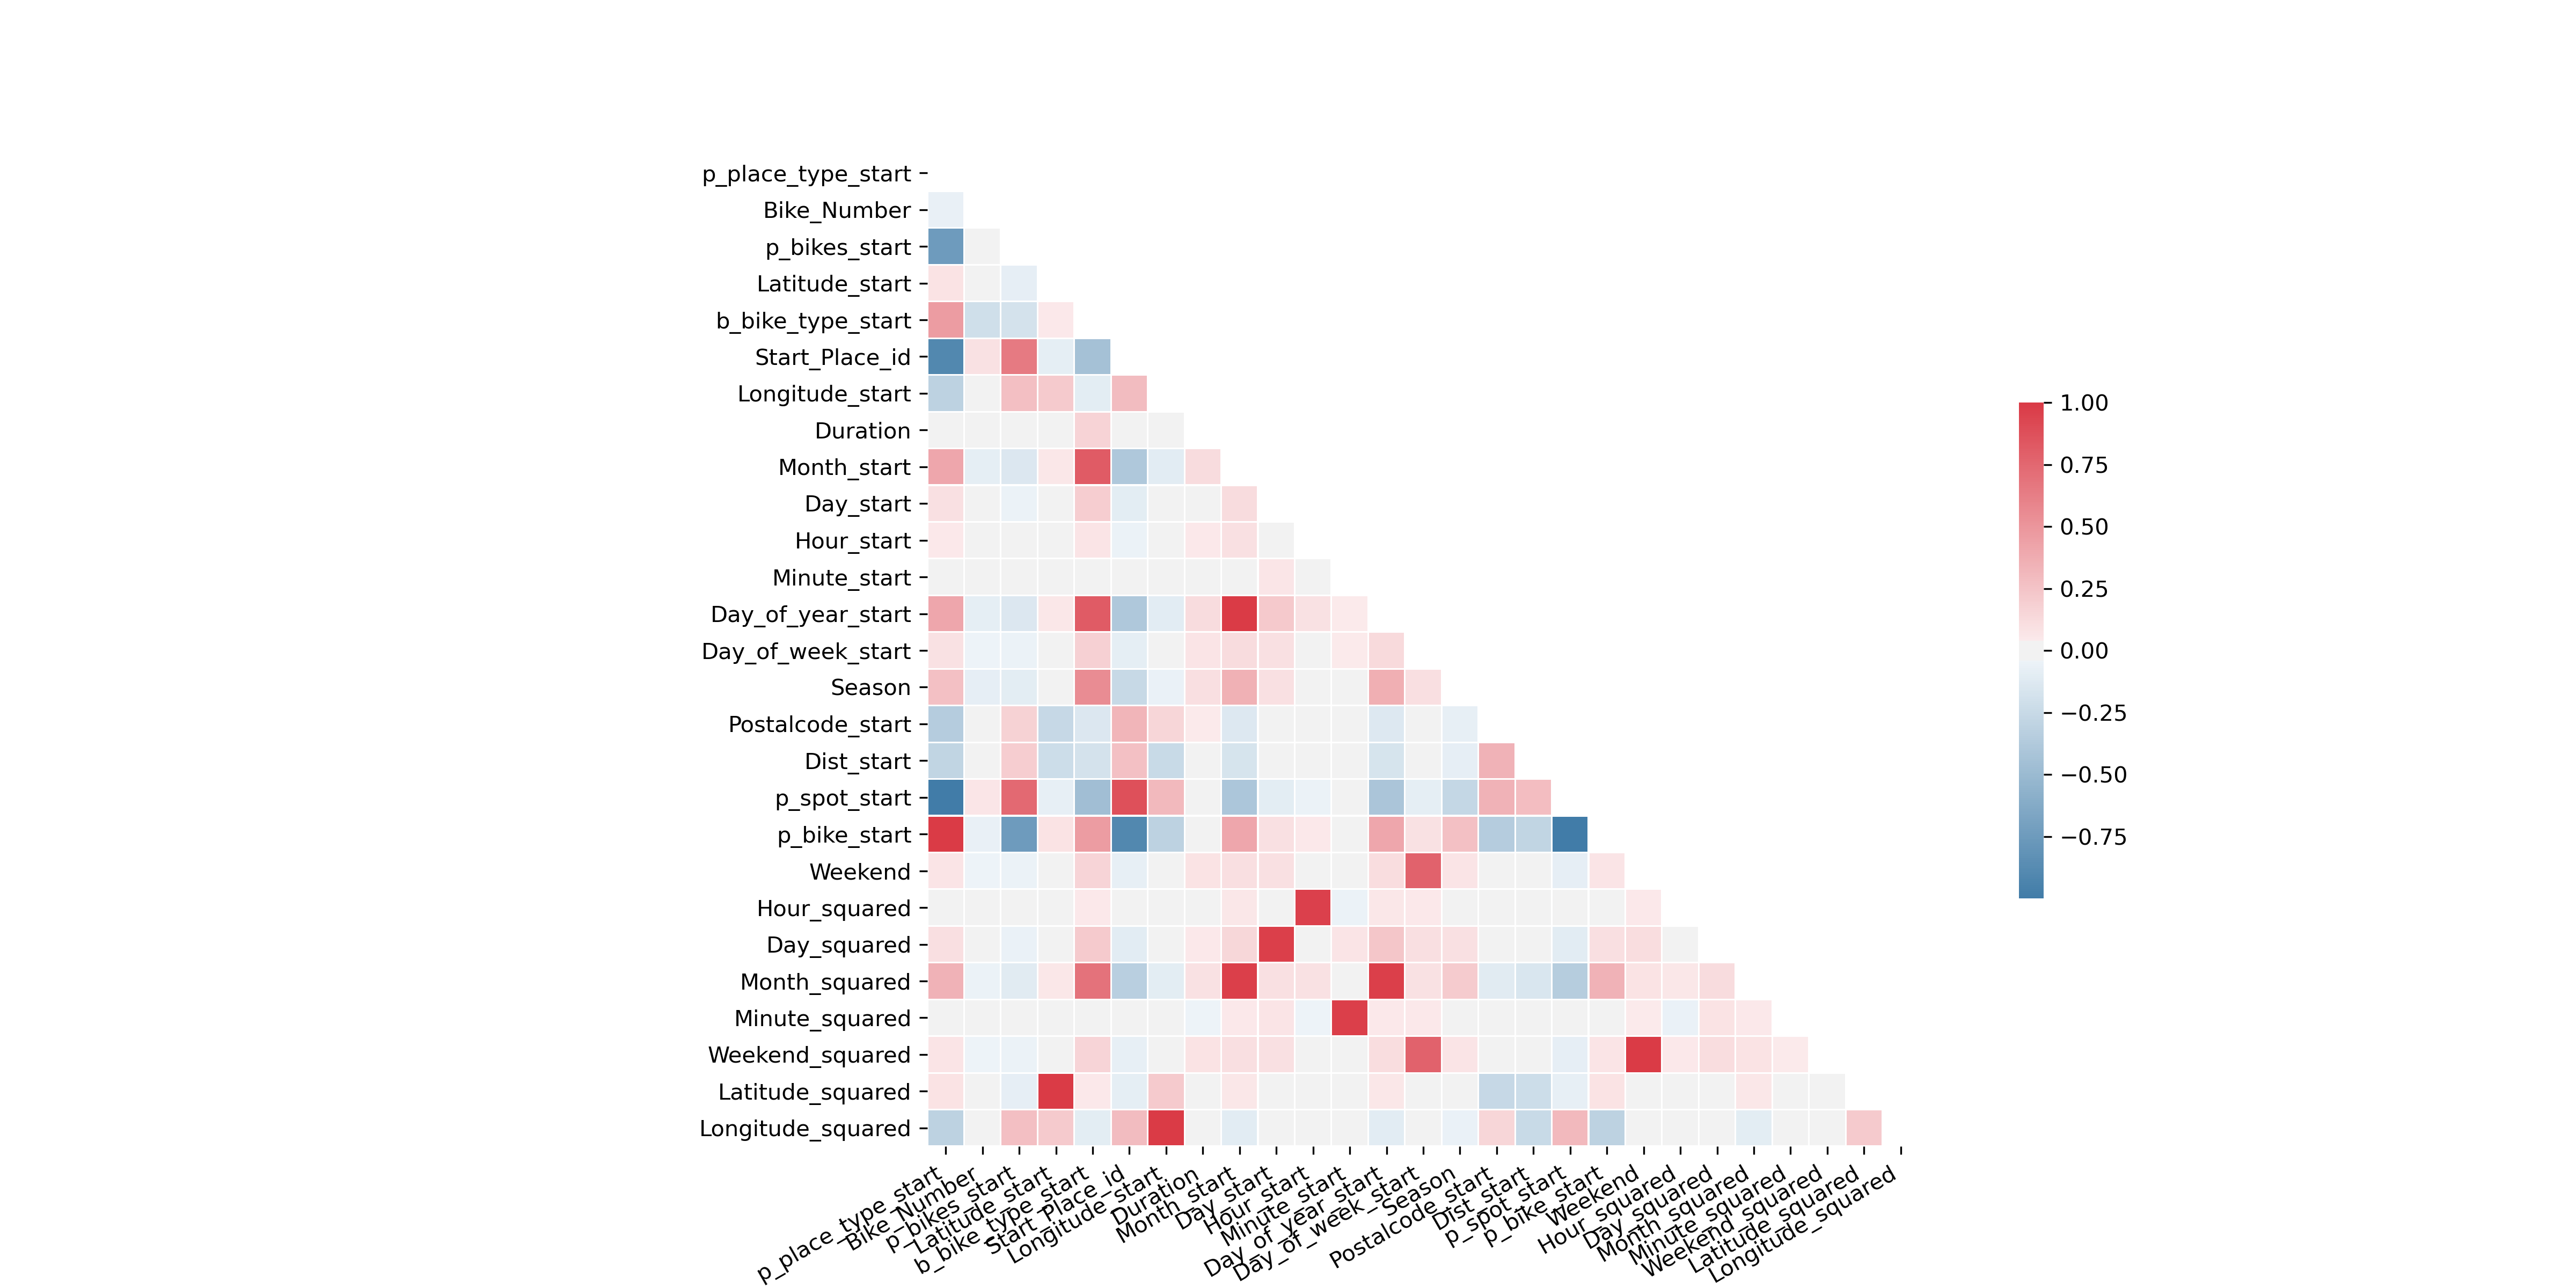 p_place_type_start
Bike_Number
p_bikes_start
Latitude_start
b_bike_type_start
Start_Place_id
Longitude_start
Duration
Month_start
Day_start
Hour_start
Minute_start
Day_of_year_start
Day_of_week_start
Season
Postalcode_start
Dist_start
p_spot_start
p_bike_start
Weekend
Hour_squared
Day_squared
Month_squared
Minute_squared
Weekend_squared
Latitude_squared
Longitude_squared
p_place_type_start
Bike_Number
p_bikes_start
Latitude_start
b_bike_type_start
Start_Place_id
Longitude_start
Duration
Month_start
Day_start
Hour_start
Minute_start
Day_of_year_start
Day_of_week_start
Season
Postalcode_start
Dist_start
p_spot_start
p_bike_start
Weekend
Hour_squared
Day_squared
Month_squared
Minute_squared
Weekend_squared
Latitude_squared
Longitude_squared
1.00
0.75
0.50
0.25
0.00
−0.25
−0.50
−0.75